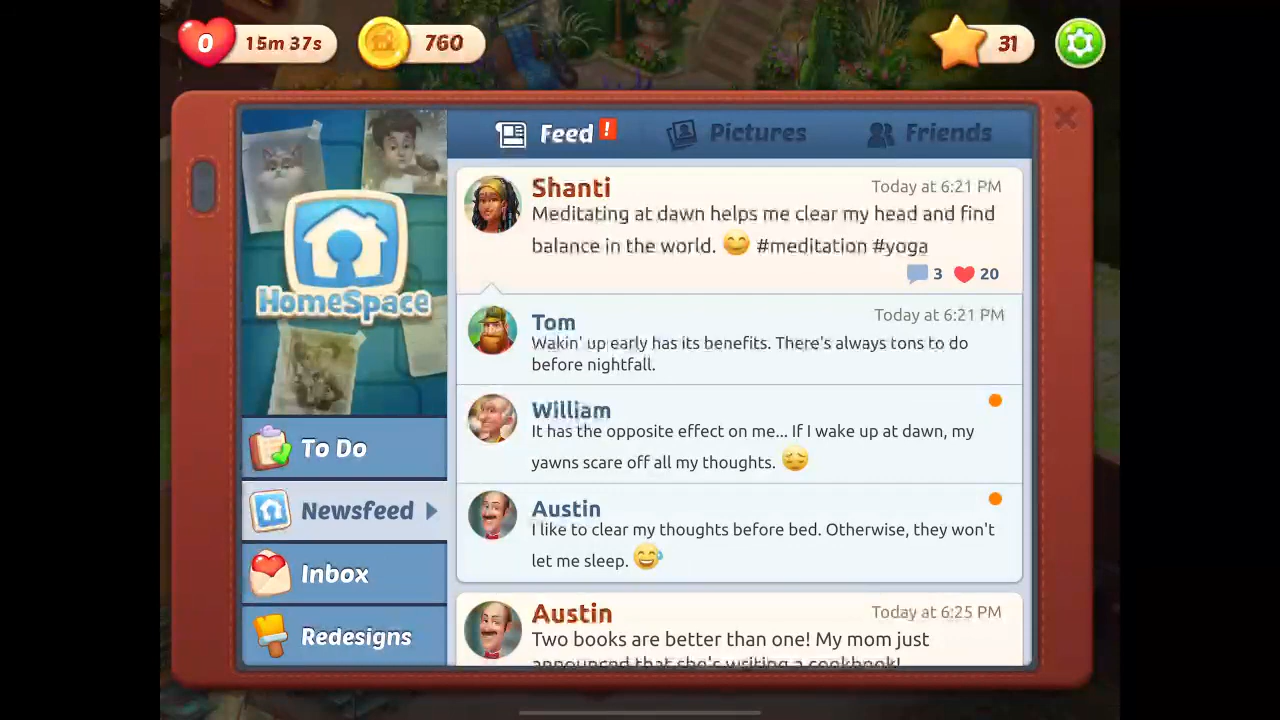 0
15m 37s
760
31
Feed !
Pictures
Friends
HomeSpace
To Do
Newsfeed
Inbox
Redesigns
Shanti
Today at 6:21 PM
Meditating at dawn helps me clear my head and find
balance in the world. 😊 #meditation #yoga
3
20
Tom
Today at 6:21 PM
Wakin' up early has its benefits. There's always tons to do
before nightfall.
William
It has the opposite effect on me... If I wake up at dawn, my
yawns scare off all my thoughts. 😔
Austin
I like to clear my thoughts before bed. Otherwise, they won't
let me sleep. 😅
Austin
Today at 6:25 PM
Two books are better than one! My mom just
announced that she's writing a cookbook!